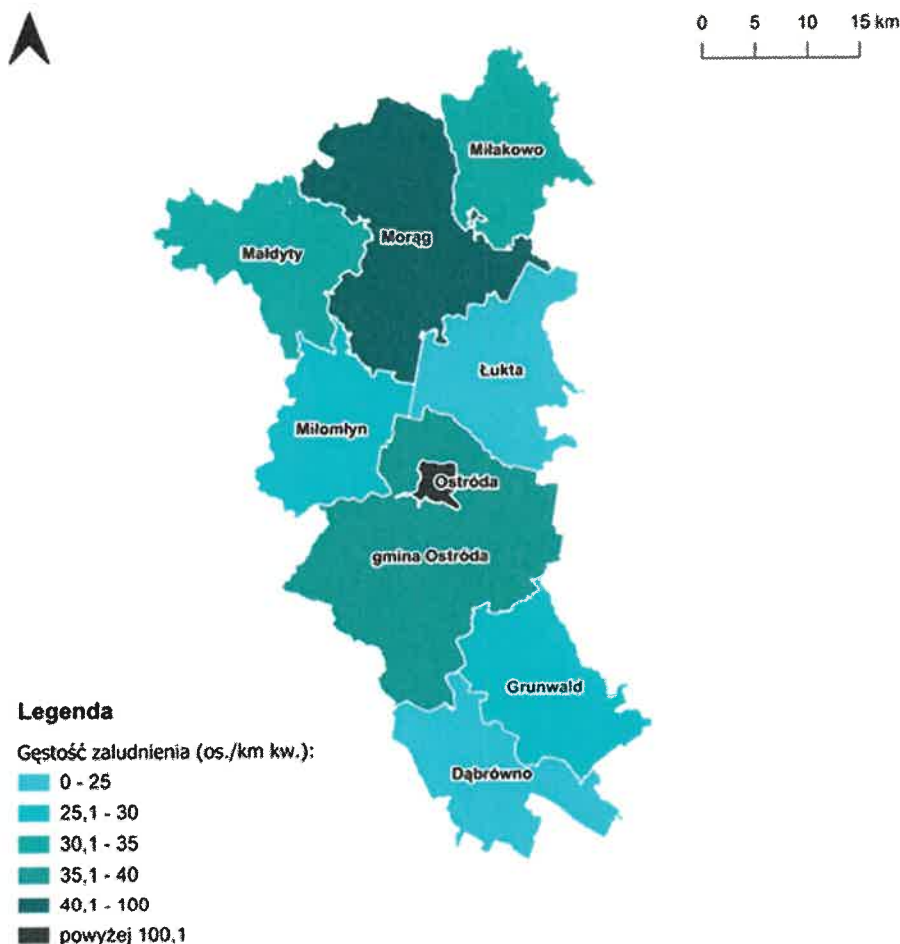 0 5 10 15 km
Miłakowo
Morąg
Małdyty
Łukta
Miłomłyn
Ostróda
gmina Ostróda
Grunwald
Dąbrówno
Legenda
Gęstość zaludnienia (os./km kw.):
0 - 25
25,1 - 30
30,1 - 35
35,1 - 40
40,1 - 100
powyżej 100,1